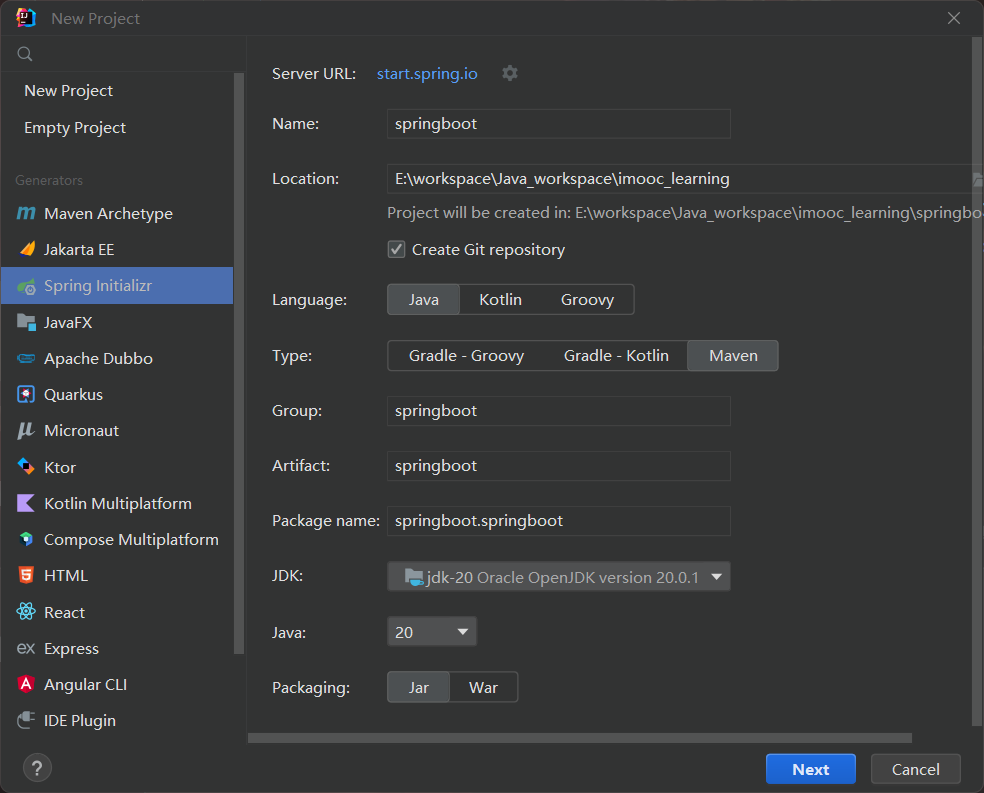 New Project
New Project
Empty Project
Generators
Maven Archetype
Jakarta EE
Spring Initializr
JavaFX
Apache Dubbo
Quarkus
Micronaut
Ktor
Kotlin Multiplatform
Compose Multiplatform
HTML
React
Express
Angular CLI
IDE Plugin
Server URL: start.spring.io
Name: springboot
Location: E:\workspace\Java_workspace\imooc_learning
Project will be created in: E:\workspace\Java_workspace\imooc_learning\springbo
Create Git repository
Language: Java Kotlin Groovy
Type: Gradle - Groovy Gradle - Kotlin Maven
Group: springboot
Artifact: springboot
Package name: springboot.springboot
JDK: jdk-20 Oracle OpenJDK version 20.0.1
Java: 20
Packaging: Jar War
? Next Cancel